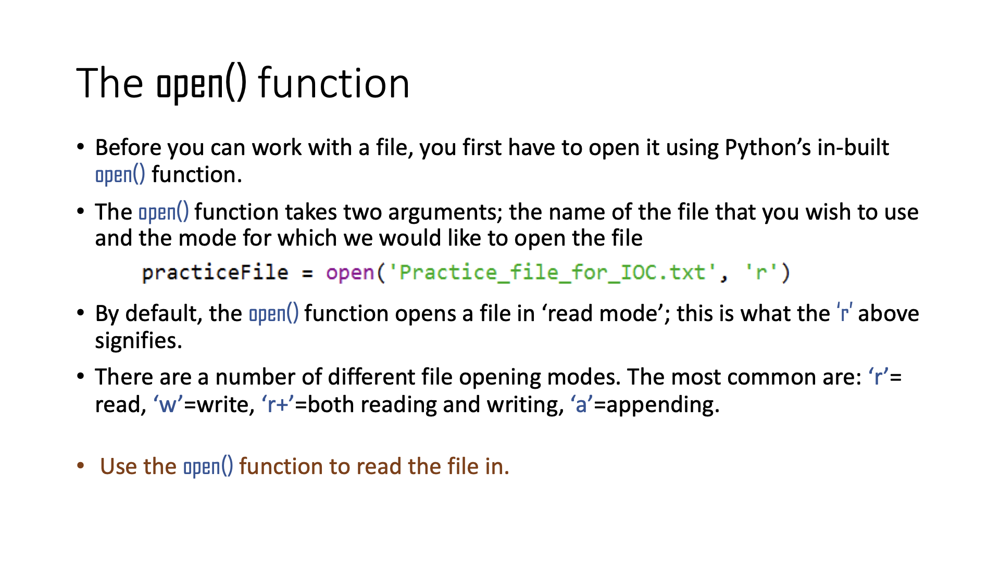 The open() function
• Before you can work with a file, you first have to open it using Python’s in-built
open() function.
• The open() function takes two arguments; the name of the file that you wish to use
and the mode for which we would like to open the file
practiceFile = open('Practice_file_for_IOC.txt', 'r')
• By default, the open() function opens a file in ‘read mode’; this is what the 'r' above
signifies.
• There are a number of different file opening modes. The most common are: ‘r’=
read, ‘w’=write, ‘r+’=both reading and writing, ‘a’=appending.
• Use the open() function to read the file in.